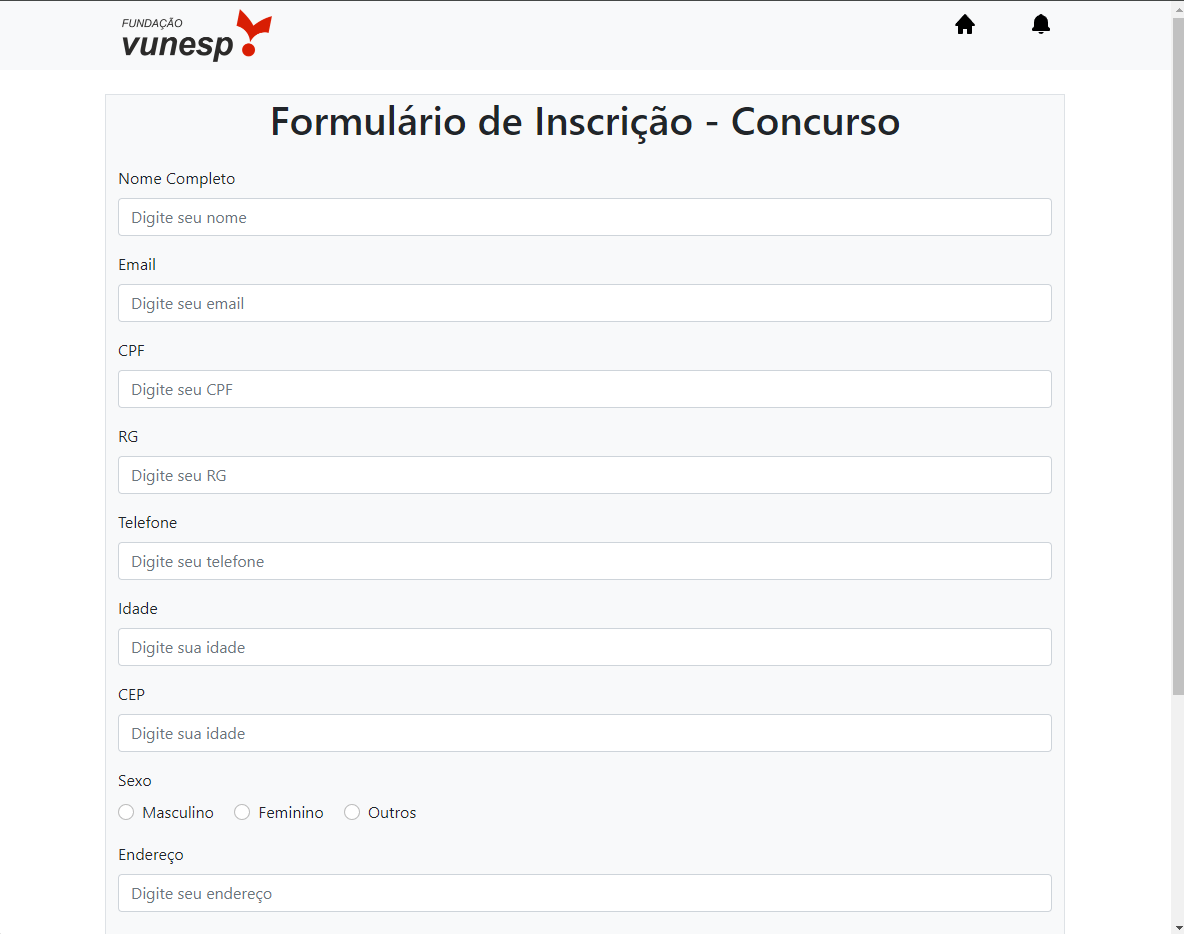 FUNDAÇÃO
vunesp
Formulário de Inscrição - Concurso
Nome Completo
Digite seu nome
Email
Digite seu email
CPF
Digite seu CPF
RG
Digite seu RG
Telefone
Digite seu telefone
Idade
Digite sua idade
CEP
Digite sua idade
Sexo
Masculino Feminino Outros
Endereço
Digite seu endereço